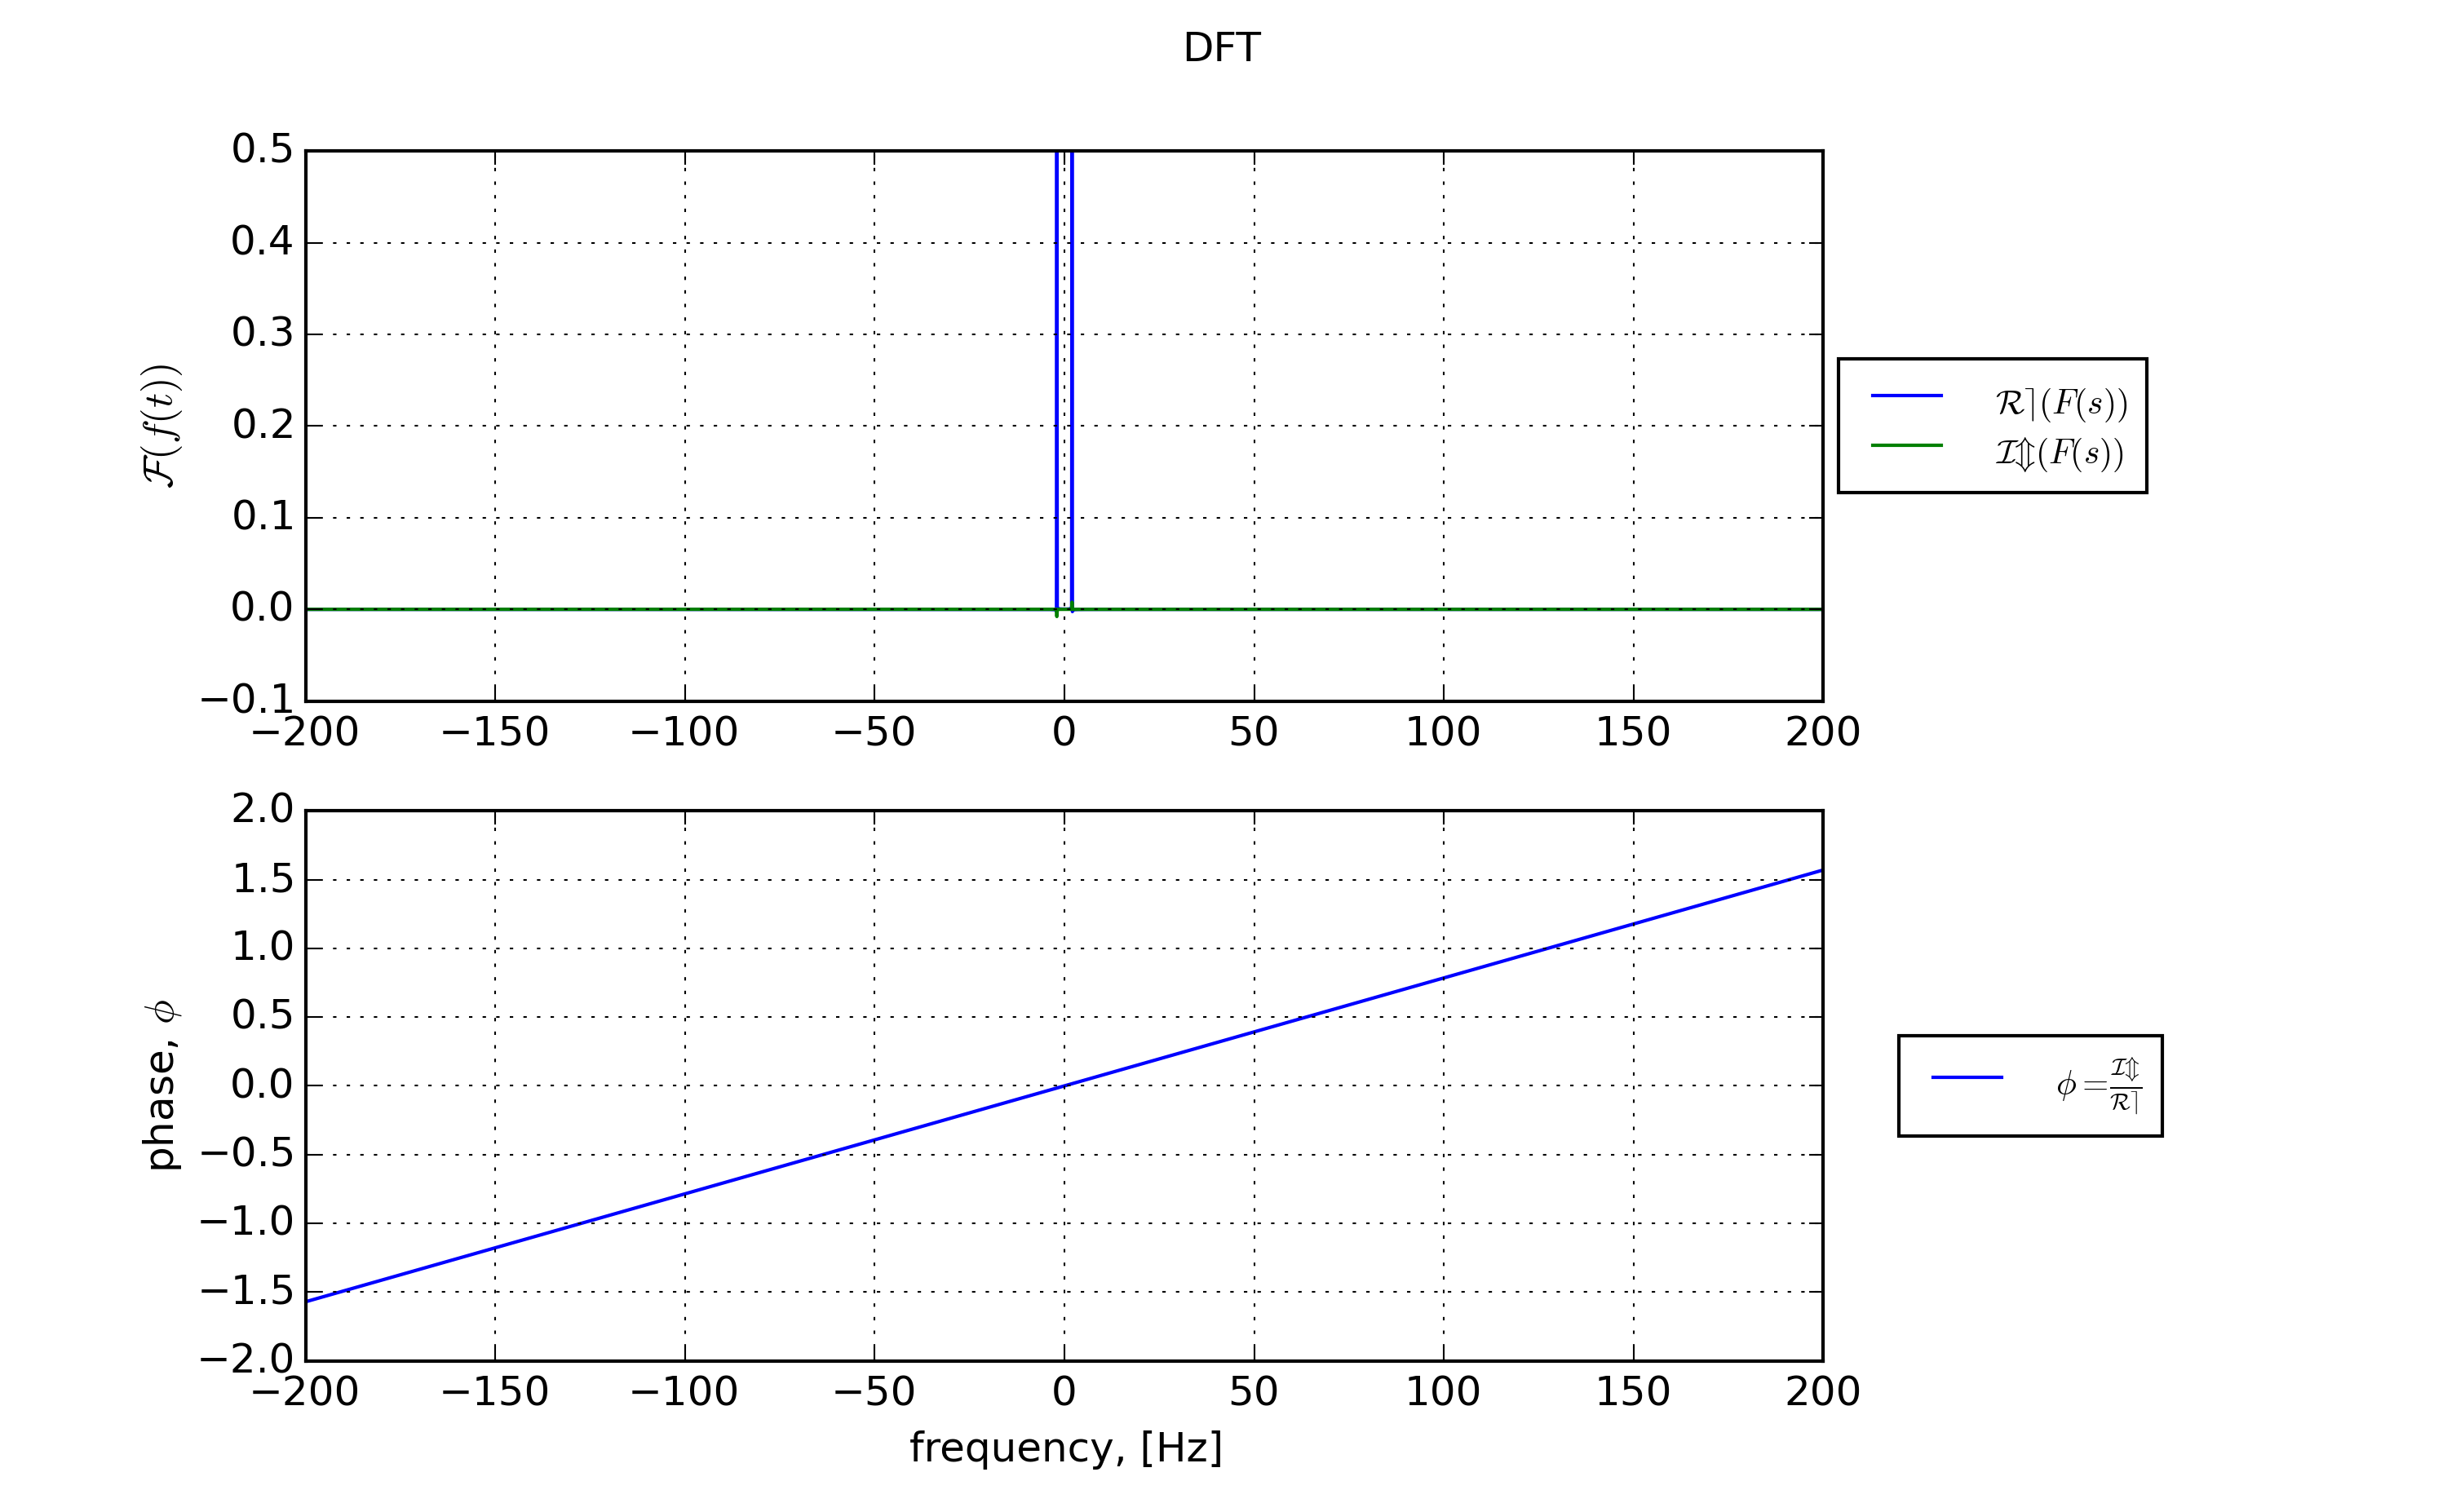 DFT
0.5
0.4
0.3
0.2
0.1
0.0
−0.1
ℱ(f(t))
−200 −150 −100 −50 0 50 100 150 200
ℛ⌉(F(s))
ℐ⇕(F(s))
2.0
1.5
1.0
0.5
0.0
−0.5
−1.0
−1.5
−2.0
phase, ϕ
−200 −150 −100 −50 0 50 100 150 200
frequency, [Hz]
ϕ = ℐ⇕/ℛ⌉